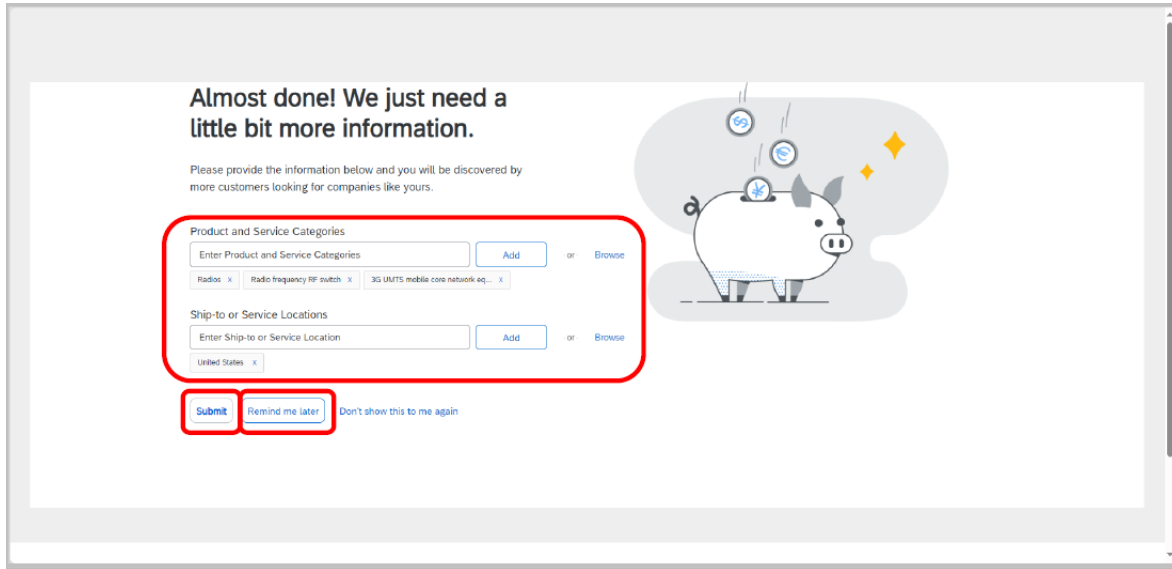 Almost done! We just need a
little bit more information.
Please provide the information below and you will be discovered by
more customers looking for companies like yours.
Product and Service Categories
Enter Product and Service Categories Add or Browse
Radios x Radio frequency RF switch x 3G UMTS mobile core network eq... x
Ship-to or Service Locations
Enter Ship-to or Service Location Add or Browse
United States x
Submit Remind me later Don't show this to me again
$
€
¥